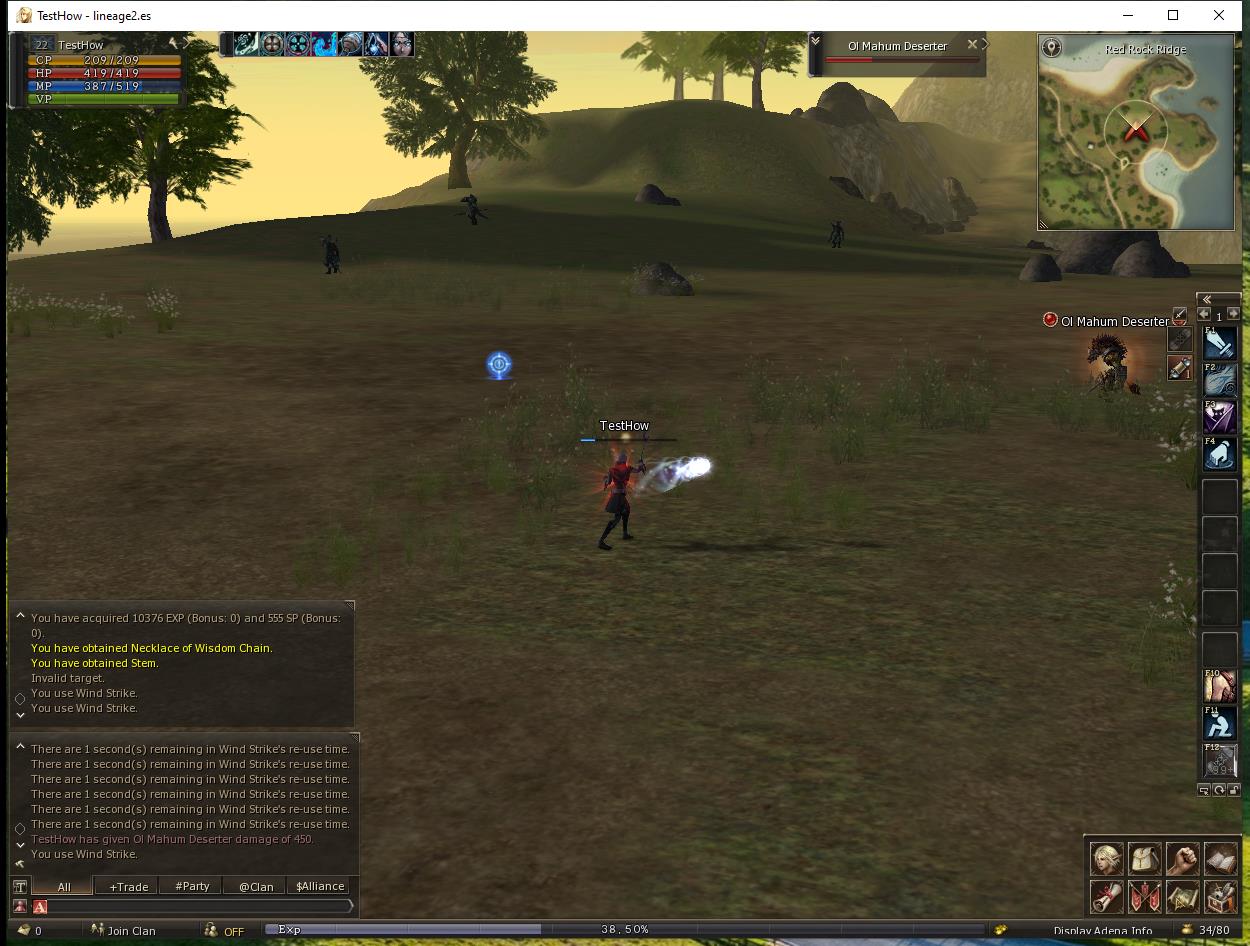 TestHow - lineage2.es
22 TestHow
CP 209/209
HP 419/419
MP 387/519
VP
Ol Mahum Deserter
Red Rock Ridge
Ol Mahum Deserter
1
F1
F2
F3
F4
TestHow
You have acquired 10376 EXP (Bonus: 0) and 555 SP (Bonus:
0).
You have obtained Necklace of Wisdom Chain.
You have obtained Stem.
Invalid target.
You use Wind Strike.
You use Wind Strike.
F10
F11
F12
99+
There are 1 second(s) remaining in Wind Strike's re-use time.
There are 1 second(s) remaining in Wind Strike's re-use time.
There are 1 second(s) remaining in Wind Strike's re-use time.
There are 1 second(s) remaining in Wind Strike's re-use time.
There are 1 second(s) remaining in Wind Strike's re-use time.
There are 1 second(s) remaining in Wind Strike's re-use time.
TestHow has given Ol Mahum Deserter damage of 450.
You use Wind Strike.
All +Trade #Party @Clan $Alliance
A
0 Join Clan OFF Exp 38.50% Display Adena Info 34/80